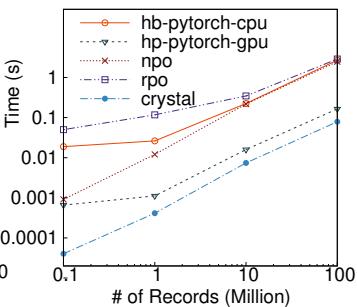 hb-pytorch-cpu
hp-pytorch-gpu
npo
rpo
crystal
Time (s)
1
0.1
0.01
0.001
0.0001
0
0.1 1 10 100
# of Records (Million)